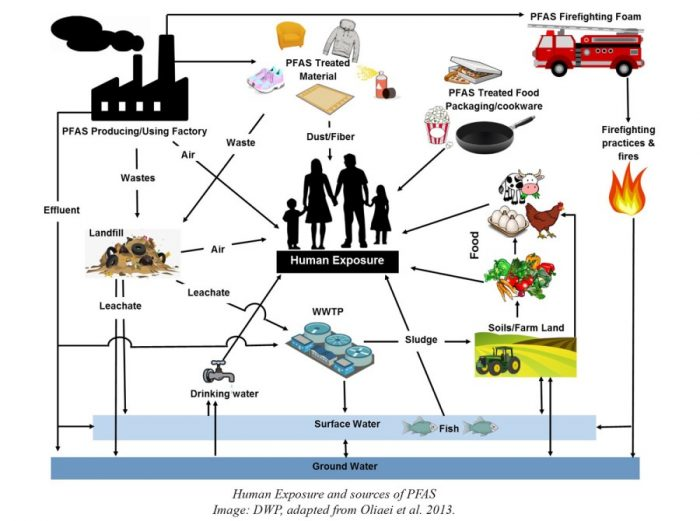 PFAS Firefighting Foam
PFAS Treated
Material
PFAS Treated Food
Packaging/cookware
PFAS Producing/Using Factory
Dust/Fiber
Firefighting
practices &
fires
Waste
Air
Wastes
Effluent
Landfill
Air
Human Exposure
Food
Leachate
Leachate
WWTP
Sludge
Soils/Farm Land
Drinking water
Surface Water
Fish
Ground Water
Human Exposure and sources of PFAS
Image: DWP, adapted from Oliaei et al. 2013.